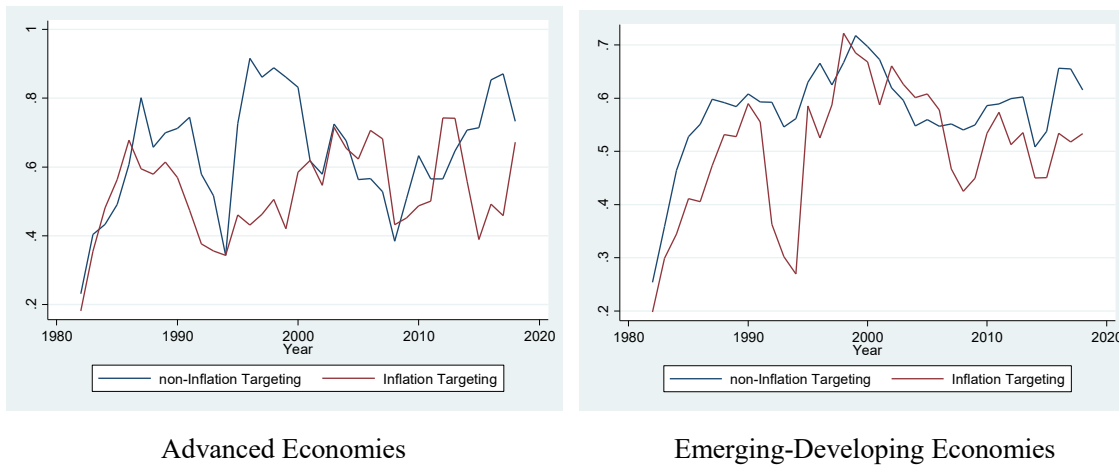 1
.8
.6
.4
.2
1980
1990
2000
2010
2020
Year
non-Inflation Targeting
Inflation Targeting
Advanced Economies
.7
.6
.5
.4
.3
.2
1980
1990
2000
2010
2020
Year
non-Inflation Targeting
Inflation Targeting
Emerging-Developing Economies